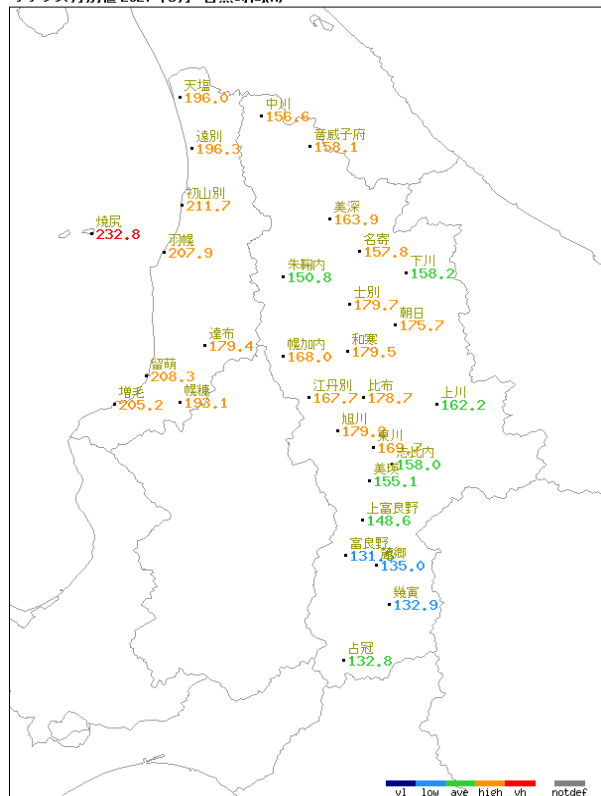 天塩
196.0
中川
156.6
音威子府
158.1
遠別
196.3
初山別
211.7
美深
163.9
焼尻
232.8
羽幌
207.9
名寄
157.8
下川
158.2
朱鞠内
150.8
士別
179.7
朝日
175.7
達布
179.4
幌加内
168.0
和寒
179.5
留萌
208.3
増毛
205.2
幌糠
193.1
江丹別
167.7
比布
178.7
上川
162.2
旭川
東川
志比内
158.0
美瑛
155.1
上富良野
148.6
富良野
麓郷
135.0
幾寅
132.9
占冠
132.8
vl low ave high vh notdef